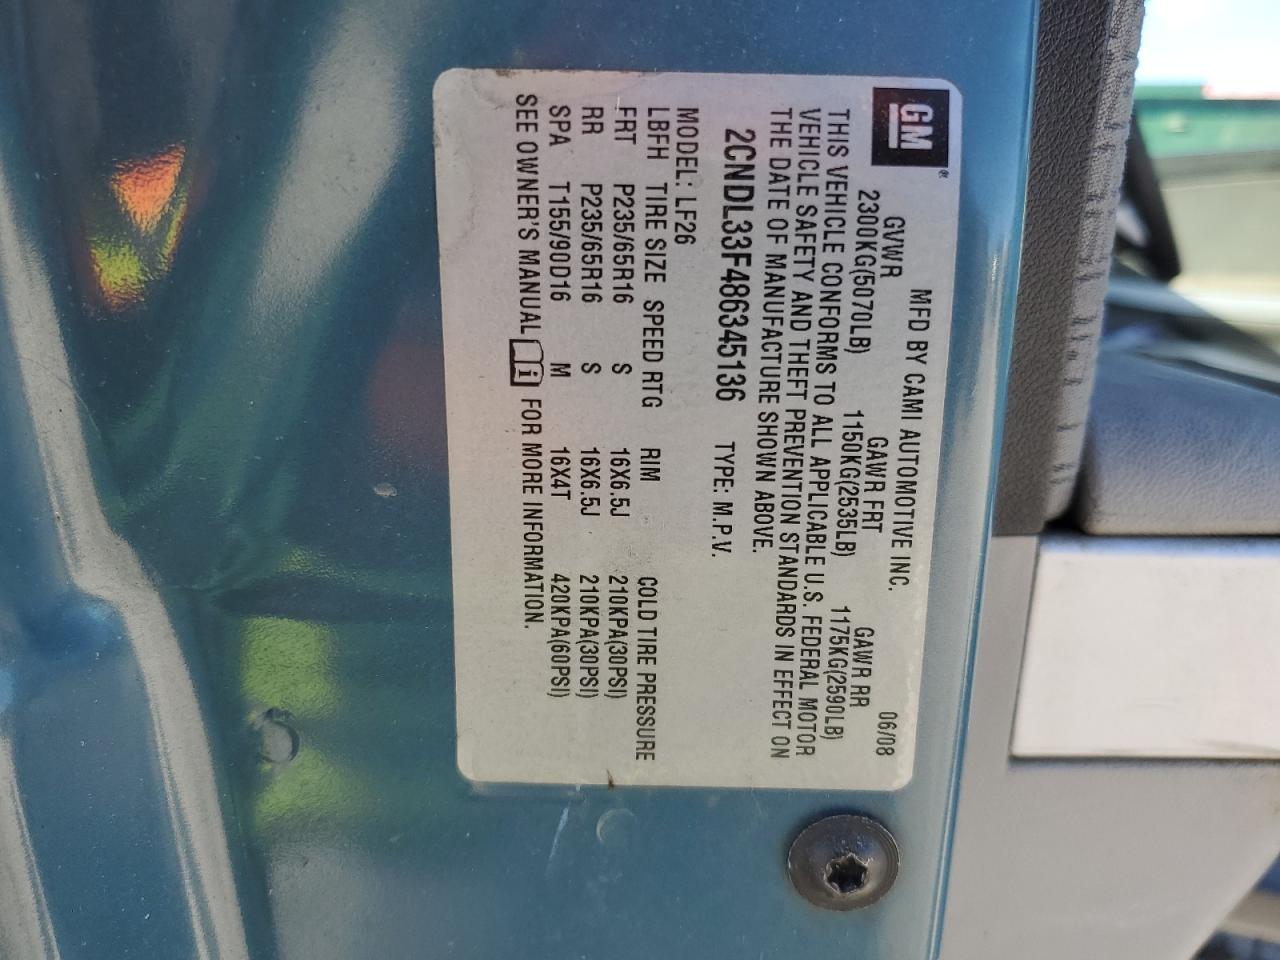 GM®
MFD BY CAMI AUTOMOTIVE INC. 06/08
GVWR GAWR FRT GAWR RR
2300KG(5070LB) 1150KG(2535LB) 1175KG(2590LB)
THIS VEHICLE CONFORMS TO ALL APPLICABLE U.S. FEDERAL MOTOR
VEHICLE SAFETY AND THEFT PREVENTION STANDARDS IN EFFECT ON
THE DATE OF MANUFACTURE SHOWN ABOVE.
2CNDL33F486345136 TYPE: M.P.V.
MODEL: LF26
LBFH TIRE SIZE SPEED RTG RIM COLD TIRE PRESSURE
FRT P235/65R16 S 16X6.5J 210KPA(30PSI)
RR P235/65R16 S 16X6.5J 210KPA(30PSI)
SPA T155/90D16 M 16X4T 420KPA(60PSI)
SEE OWNER'S MANUAL i FOR MORE INFORMATION.